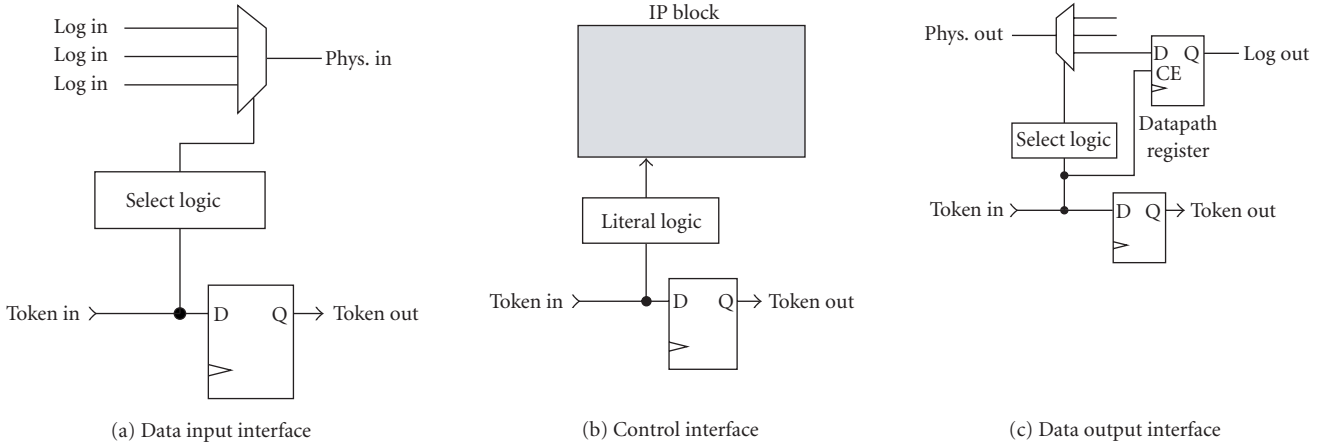 Log in
Log in
Log in
Phys. in
Select logic
Token in
D
Q
Token out
(a) Data input interface
IP block
Literal logic
Token in
D
Q
Token out
(b) Control interface
Phys. out
D
Q
CE
Log out
Datapath
register
Select logic
Token in
D
Q
Token out
(c) Data output interface